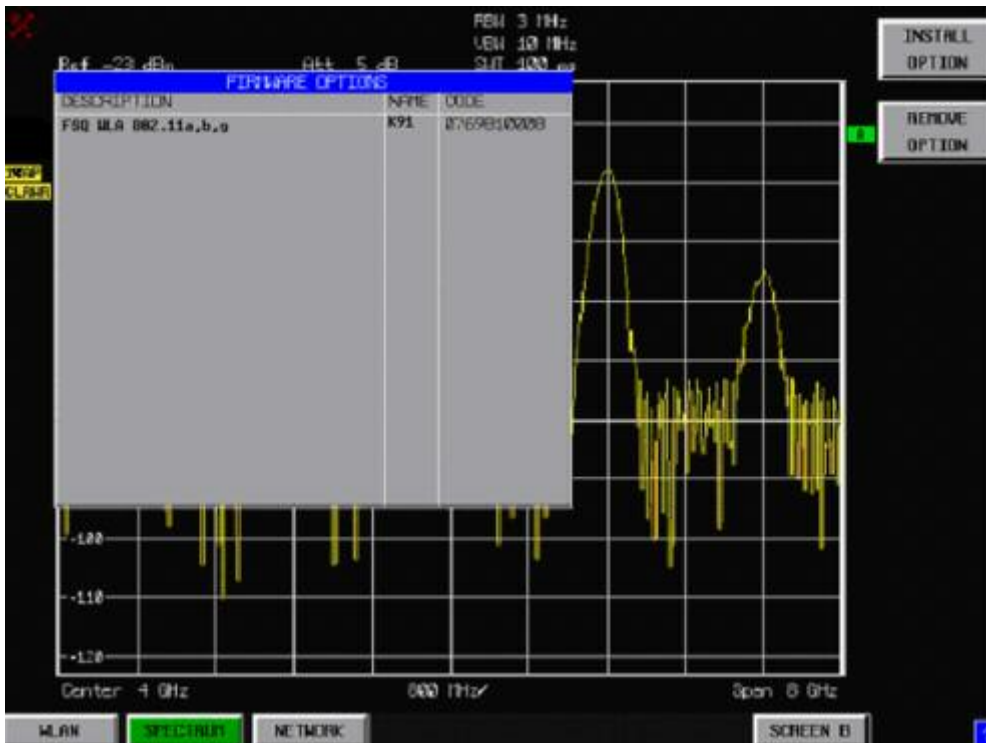 RBW 3 MHz
VBW 10 MHz
Ref -23 dBm Att 5 dB SWT 100 ms
FIRMWARE OPTIONS
DESCRIPTION NAME CODE
FSQ WLA 802.11a,b,g K91
A
CLRWR
-100
-110
-120
Center 4 GHz 800 MHz/ Span 8 GHz
INSTALL
OPTION
REMOVE
OPTION
WLAN SPECTRUM NETWORK SCREEN B